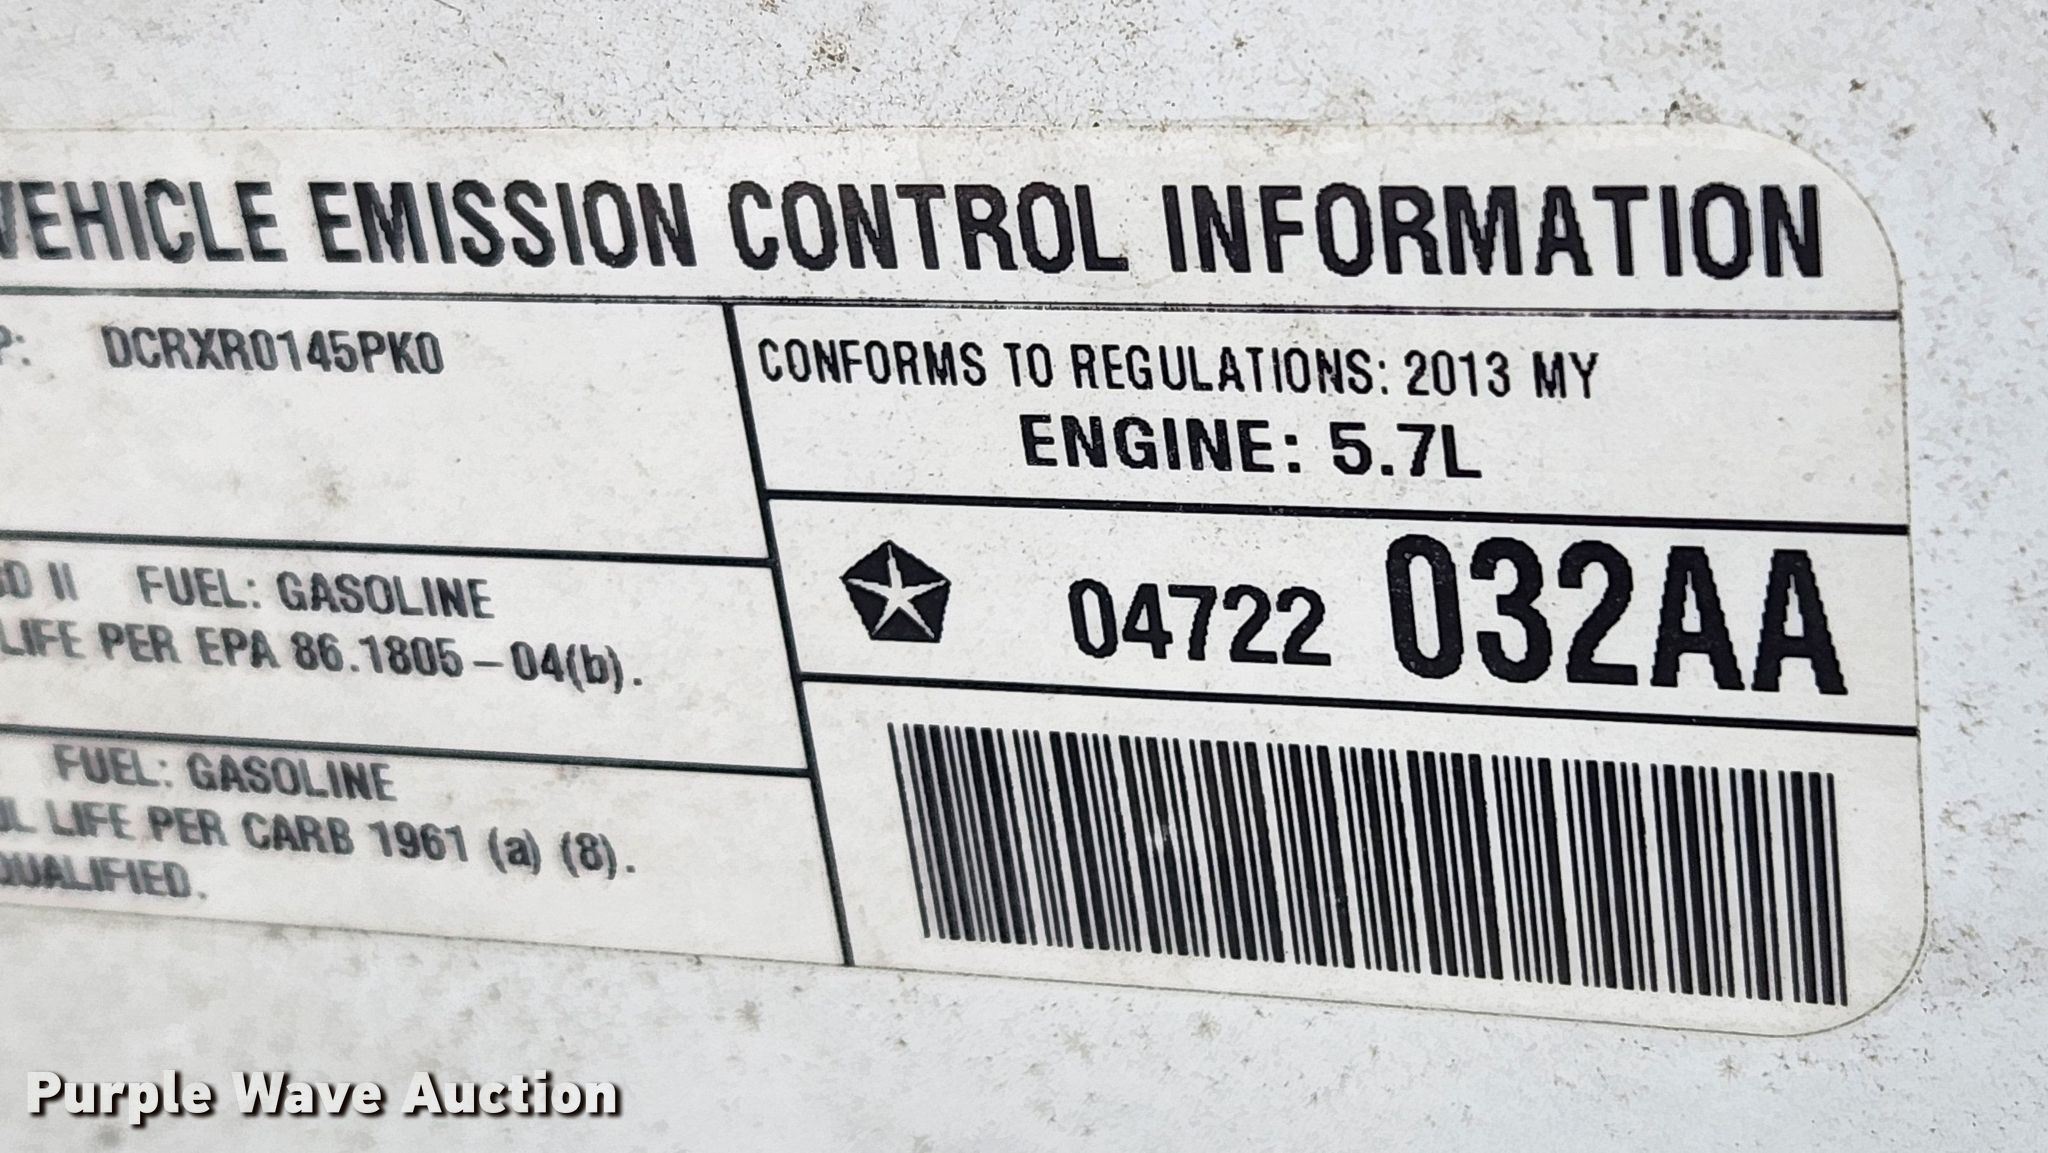 VEHICLE EMISSION CONTROL INFORMATION
P: DCRXR0145PK0
CONFORMS TO REGULATIONS: 2013 MY
ENGINE: 5.7L
II FUEL: GASOLINE
LIFE PER EPA 86.1805-04(b).
04722 032AA
FUEL: GASOLINE
LIFE PER CARB 1961 (a) (8).
QUALIFIED.
Purple Wave Auction